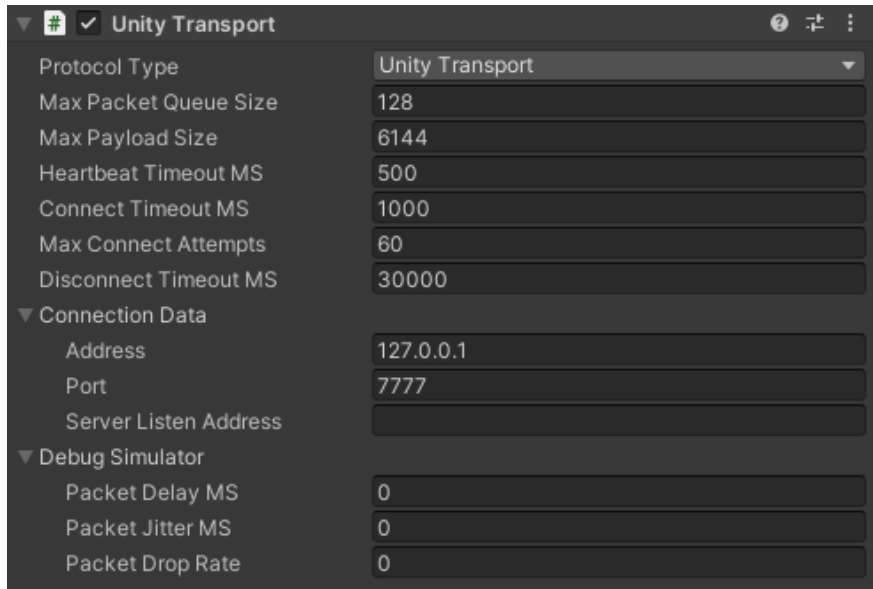 Unity Transport
Protocol Type Unity Transport
Max Packet Queue Size 128
Max Payload Size 6144
Heartbeat Timeout MS 500
Connect Timeout MS 1000
Max Connect Attempts 60
Disconnect Timeout MS 30000
Connection Data
Address 127.0.0.1
Port 7777
Server Listen Address
Debug Simulator
Packet Delay MS 0
Packet Jitter MS 0
Packet Drop Rate 0